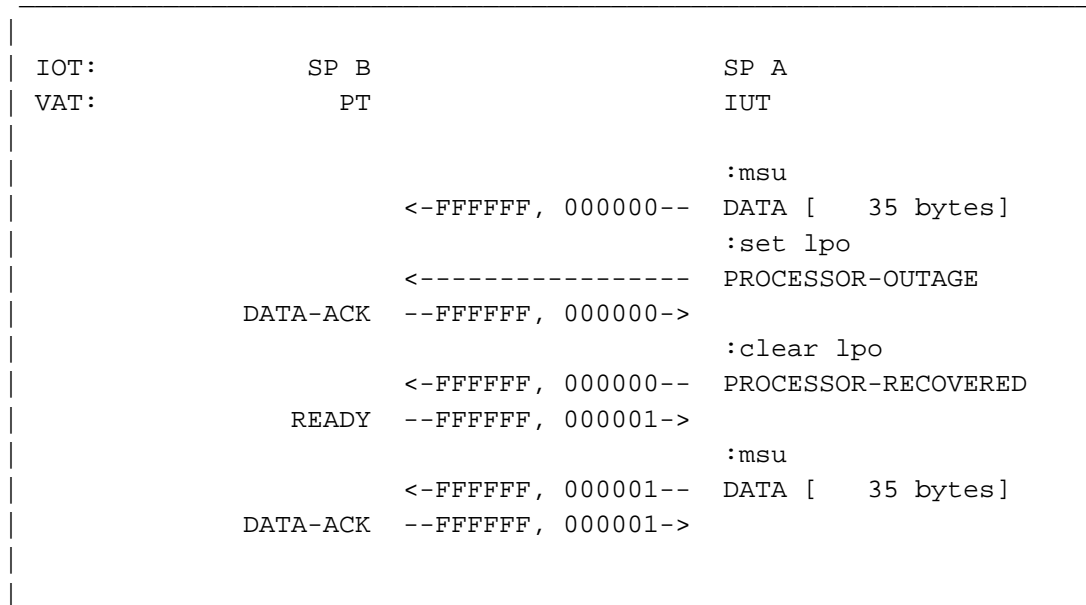 IOT:             SP B                      SP A
VAT:               PT                      IUT
:msu
<-FFFFFF, 000000--  DATA [   35 bytes]
:set lpo
<-----------------  PROCESSOR-OUTAGE
DATA-ACK  --FFFFFF, 000000->
:clear lpo
<-FFFFFF, 000000--  PROCESSOR-RECOVERED
READY  --FFFFFF, 000001->
:msu
<-FFFFFF, 000001--  DATA [   35 bytes]
DATA-ACK  --FFFFFF, 000001->